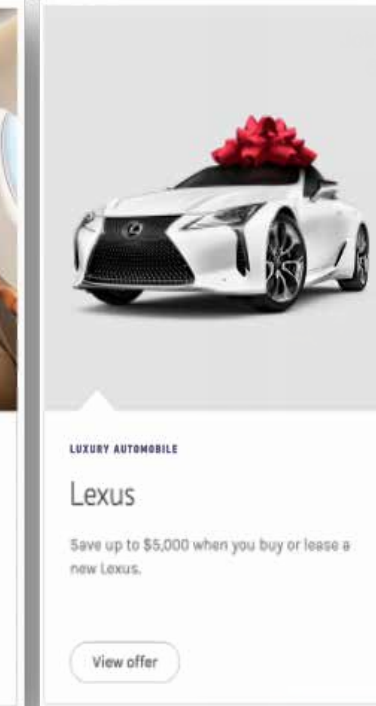 LUXURY AUTOMOBILE
Lexus
Save up to $5,000 when you buy or lease a
new Lexus.
View offer